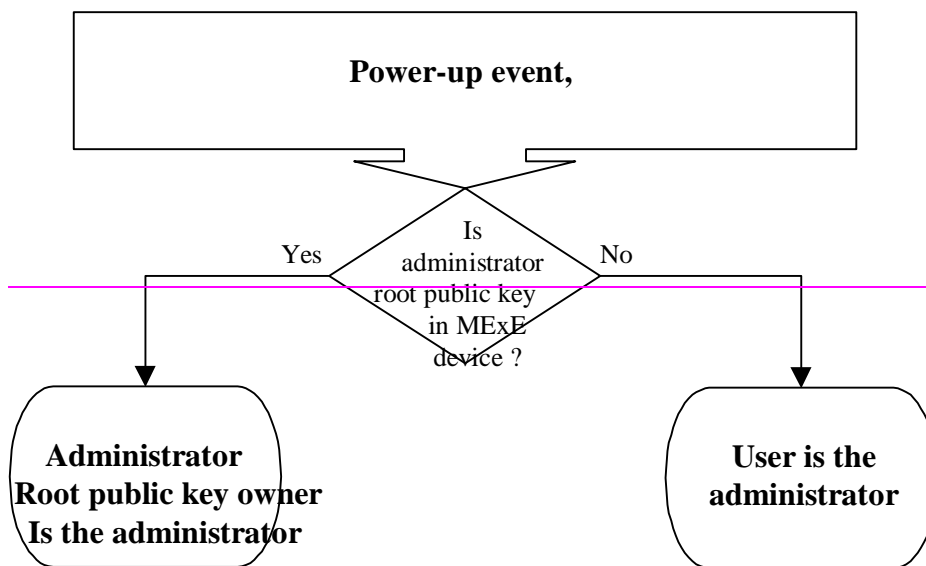 Power-up event,
Is
administrator
root public key
in MExE
device ?
Yes
No
Administrator
Root public key owner
Is the administrator
User is the
administrator